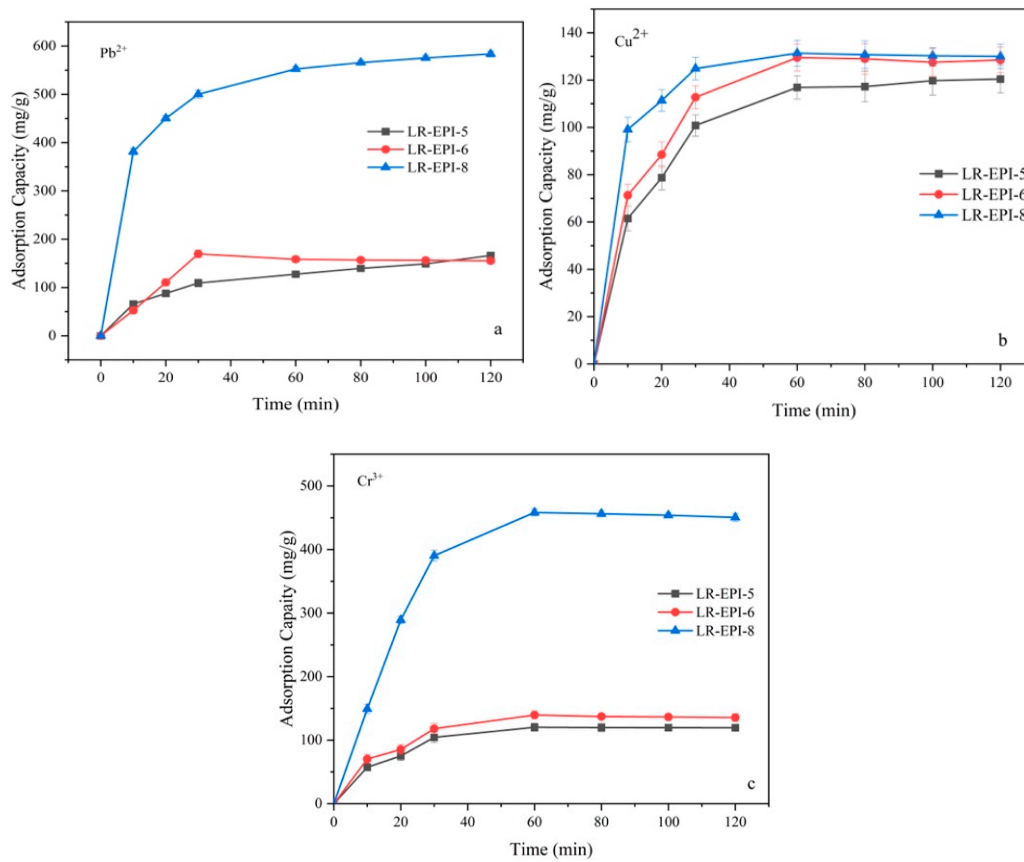 Pb²⁺
600
500
400
300
200
100
0
Adsorption Capacity (mg/g)
LR-EPI-5
LR-EPI-6
LR-EPI-8
a
0 20 40 60 80 100 120
Time (min)
Cu²⁺
140
120
100
80
60
40
20
0
Adsorption Capacity (mg/g)
LR-EPI-5
LR-EPI-6
LR-EPI-8
b
0 20 40 60 80 100 120
Time (min)
Cr³⁺
500
400
300
200
100
0
Adsorption Capaity (mg/g)
LR-EPI-5
LR-EPI-6
LR-EPI-8
c
0 20 40 60 80 100 120
Time (min)